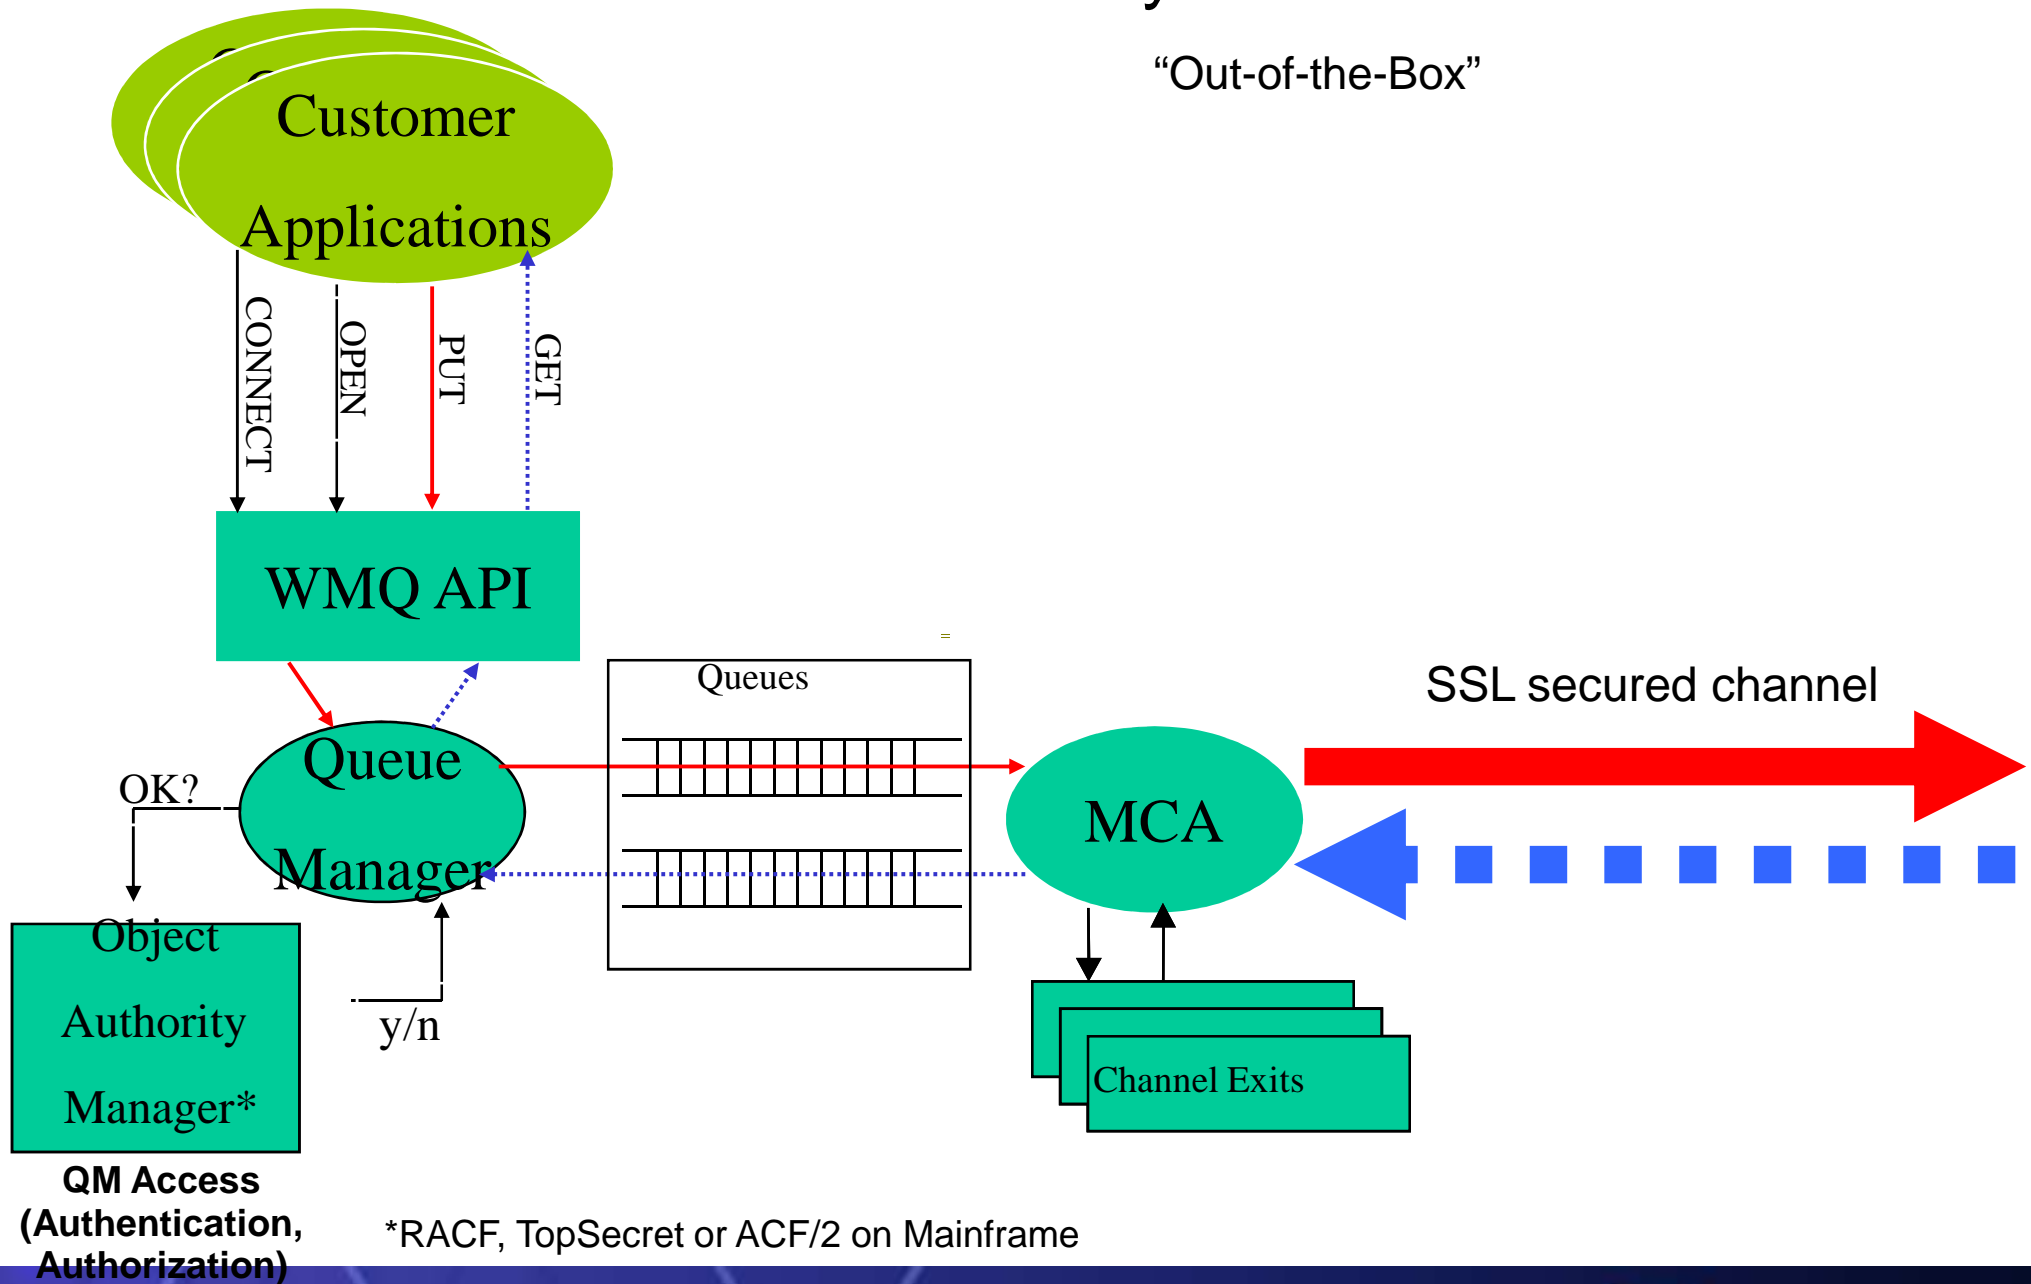 “Out-of-the-Box”
Customer
Applications
CONNECT
OPEN
PUT
GET
WMQ API
Queues
SSL secured channel
Queue
Manager
OK?
MCA
Object
Authority
Manager*
y/n
Channel Exits
QM Access
(Authentication,
Authorization)
*RACF, TopSecret or ACF/2 on Mainframe